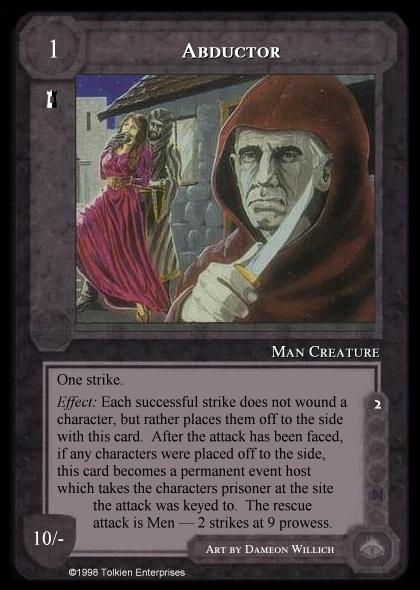 1
ABDUCTOR
MAN CREATURE
One strike.
Effect: Each successful strike does not wound a
character, but rather places them off to the side
with this card. After the attack has been faced,
if any characters were placed off to the side,
this card becomes a permanent event host
which takes the characters prisoner at the site
the attack was keyed to. The rescue
attack is Men — 2 strikes at 9 prowess.
2
10/-
ART BY DAMEON WILLICH
©1998 Tolkien Enterprises